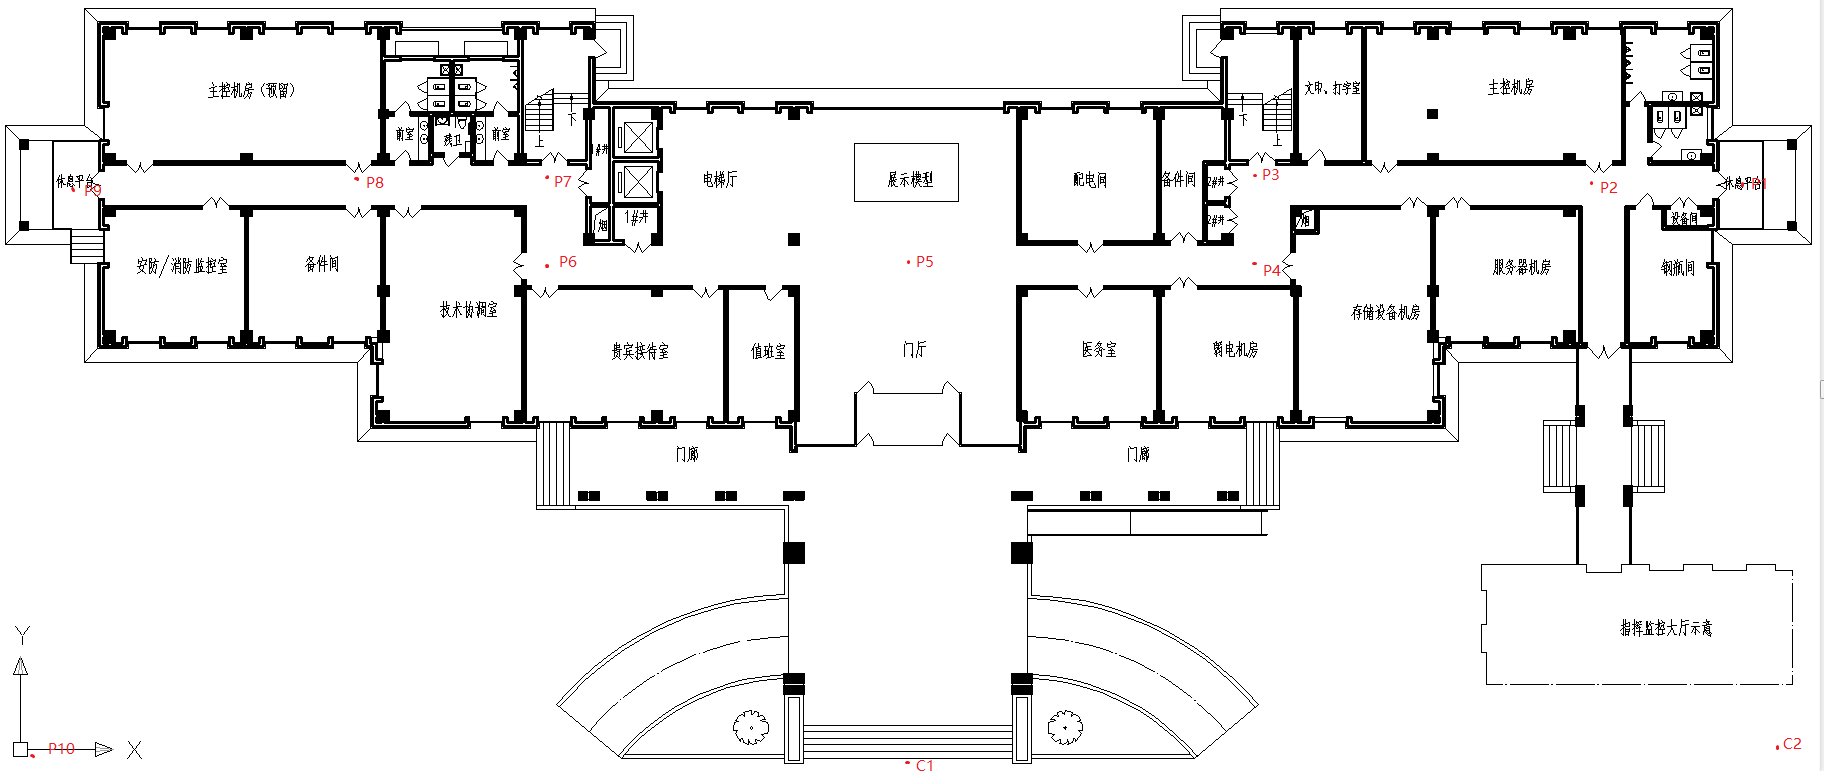 主控机房（预留）
文印、打字室
主控机房
前室
残卫
前室
上
下
下
上
1#井
休息平台
P9
P8
P7
电梯厅
展示模型
配电间
备件间
2#井
P3
P2
休息平台
P1
烟
1#井
2#井
烟
设备间
安防/消防监控室
备件间
P6
P5
P4
服务器机房
钢瓶间
技术协调室
存储设备机房
贵宾接待室
值班室
门厅
医务室
弱电机房
门廊
门廊
指挥监控大厅示意
Y
P10
X
C1
C2